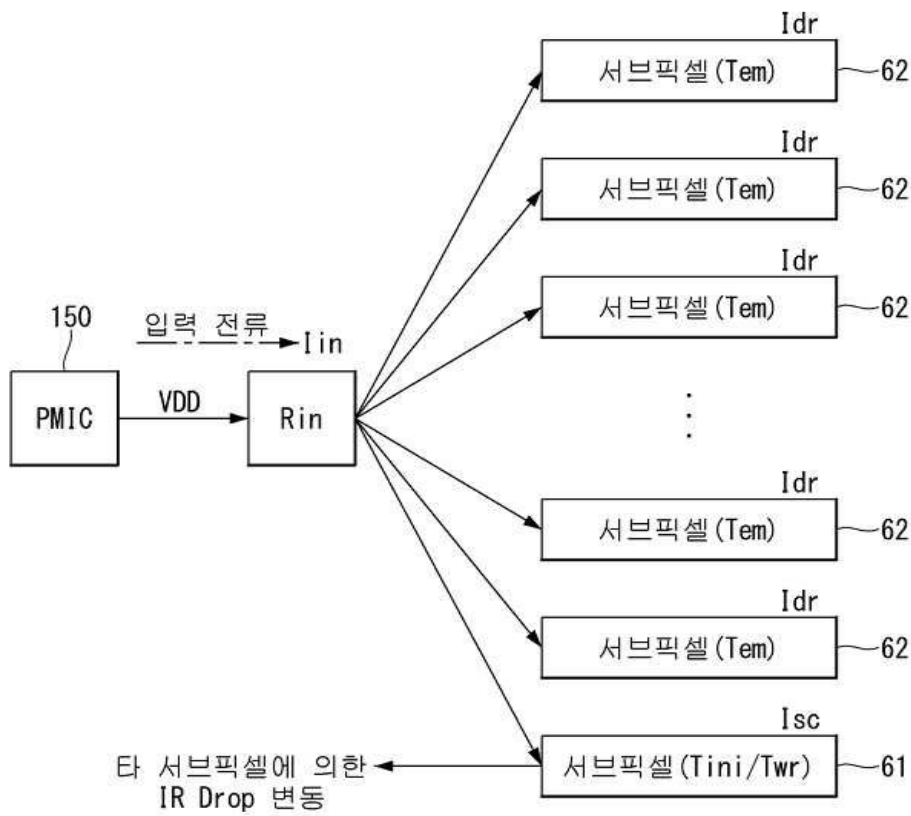 Idr
서브픽셀(Tem)
62
Idr
서브픽셀(Tem)
62
Idr
서브픽셀(Tem)
62
150
입력 전류
Iin
PMIC
VDD
Rin
Idr
서브픽셀(Tem)
62
Idr
서브픽셀(Tem)
62
Isc
서브픽셀(Tini/Twr)
61
타 서브픽셀에 의한
IR Drop 변동